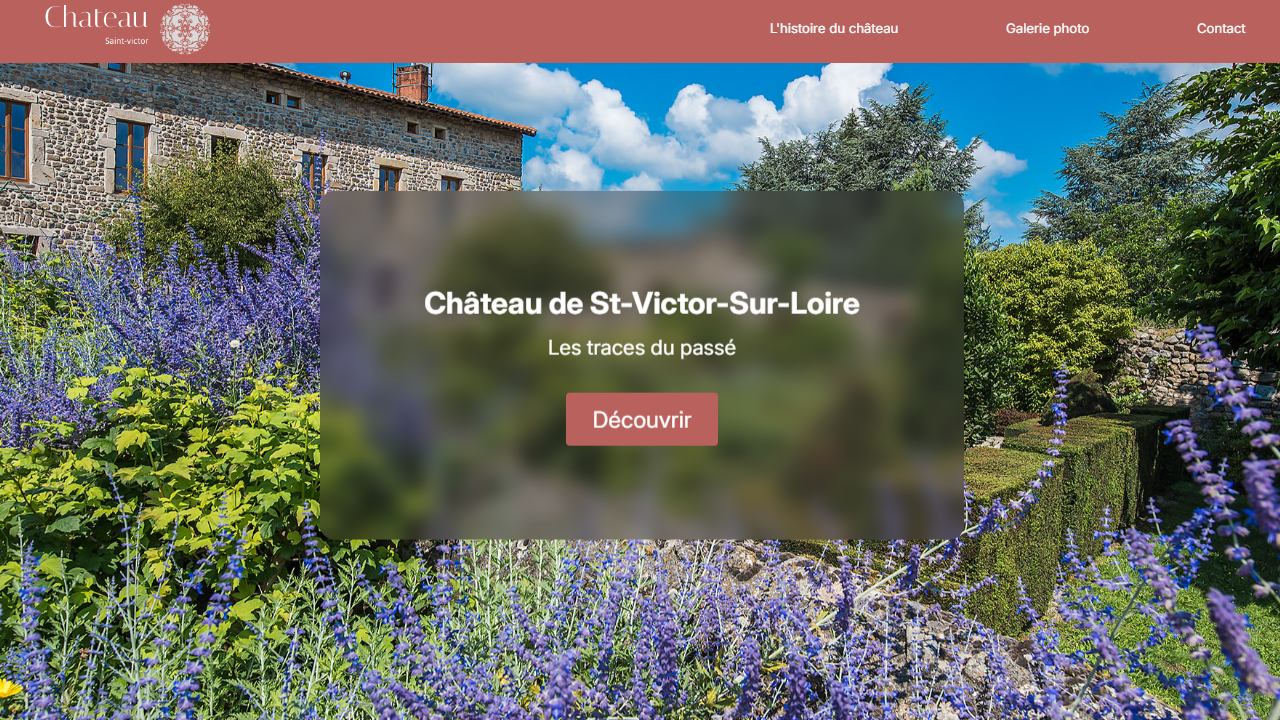 Chateau
Saint-victor
L'histoire du château
Galerie photo
Contact
Château de St-Victor-Sur-Loire
Les traces du passé
Découvrir